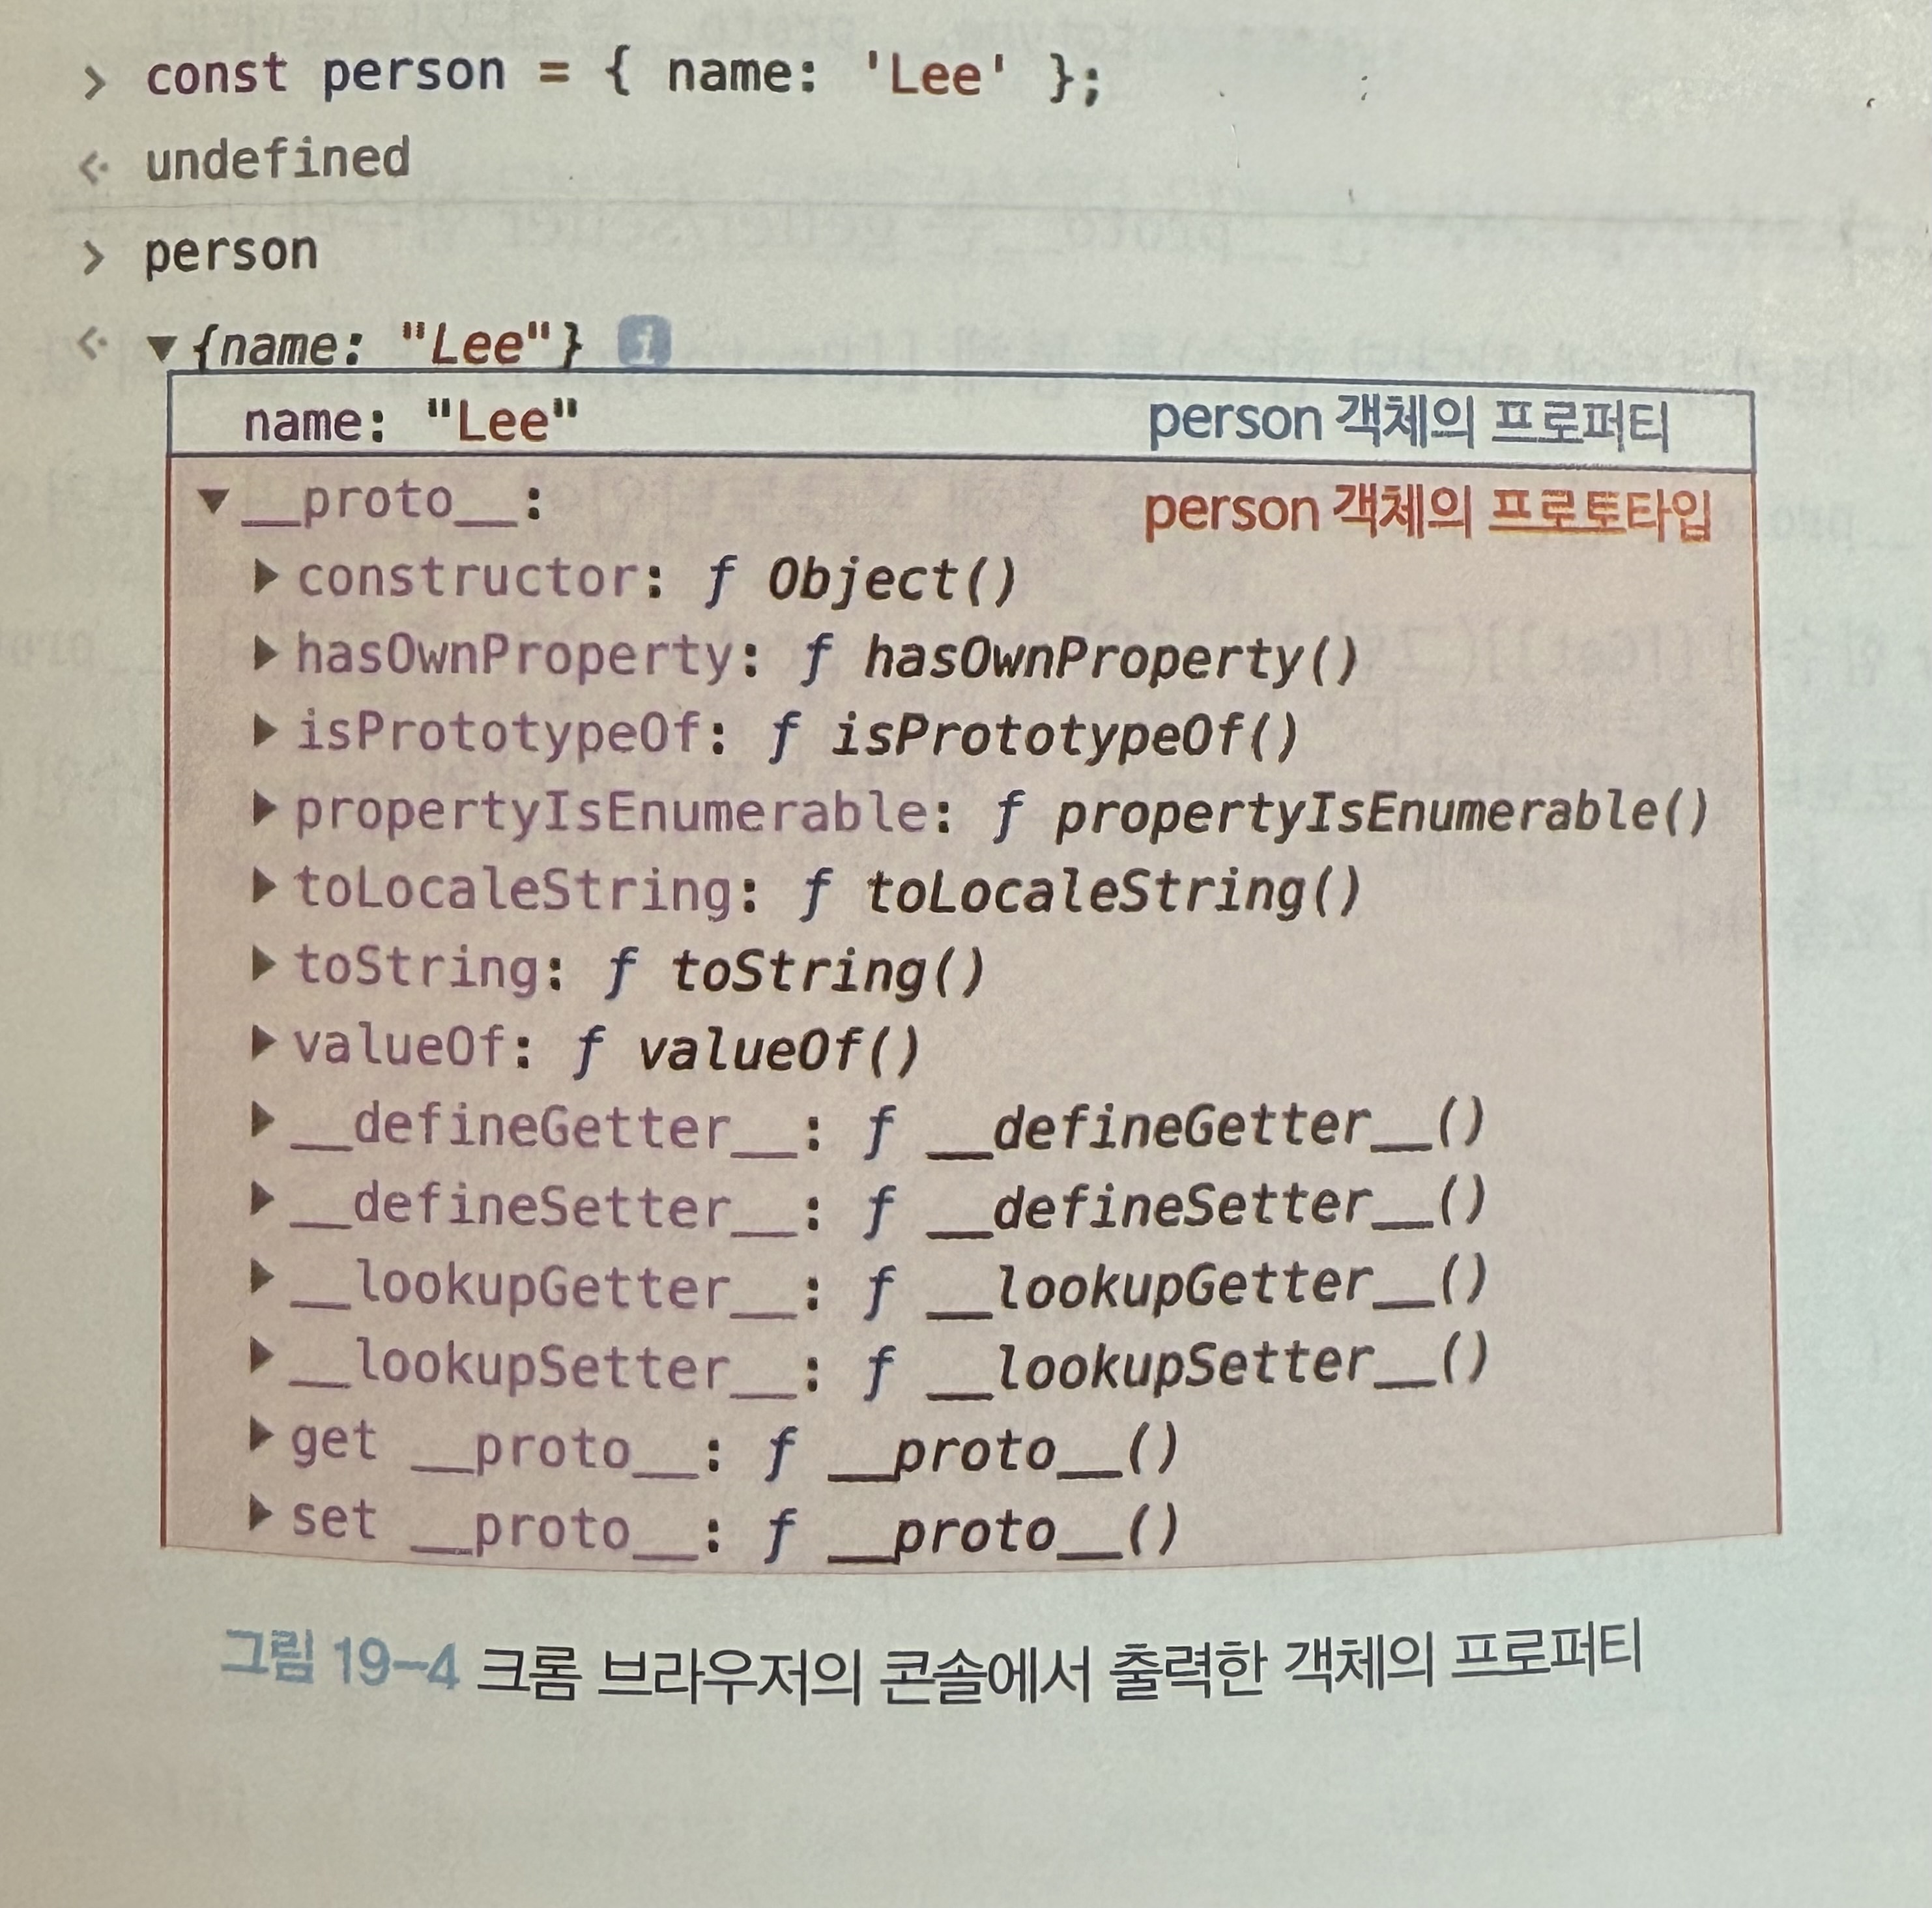 > const person = { name: 'Lee' };
<· undefined
> person
<· ▼{name: "Lee"} i
name: "Lee" person 객체의 프로퍼티
▼__proto__: person 객체의 프로토타입
▶constructor: ƒ Object()
▶hasOwnProperty: ƒ hasOwnProperty()
▶isPrototypeOf: ƒ isPrototypeOf()
▶propertyIsEnumerable: ƒ propertyIsEnumerable()
▶toLocaleString: ƒ toLocaleString()
▶toString: ƒ toString()
▶valueOf: ƒ valueOf()
▶__defineGetter__: ƒ __defineGetter__()
▶__defineSetter__: ƒ __defineSetter__()
▶__lookupGetter__: ƒ __lookupGetter__()
▶__lookupSetter__: ƒ __lookupSetter__()
▶get __proto__: ƒ __proto__()
▶set __proto__: ƒ __proto__()
그림 19-4 크롬 브라우저의 콘솔에서 출력한 객체의 프로퍼티